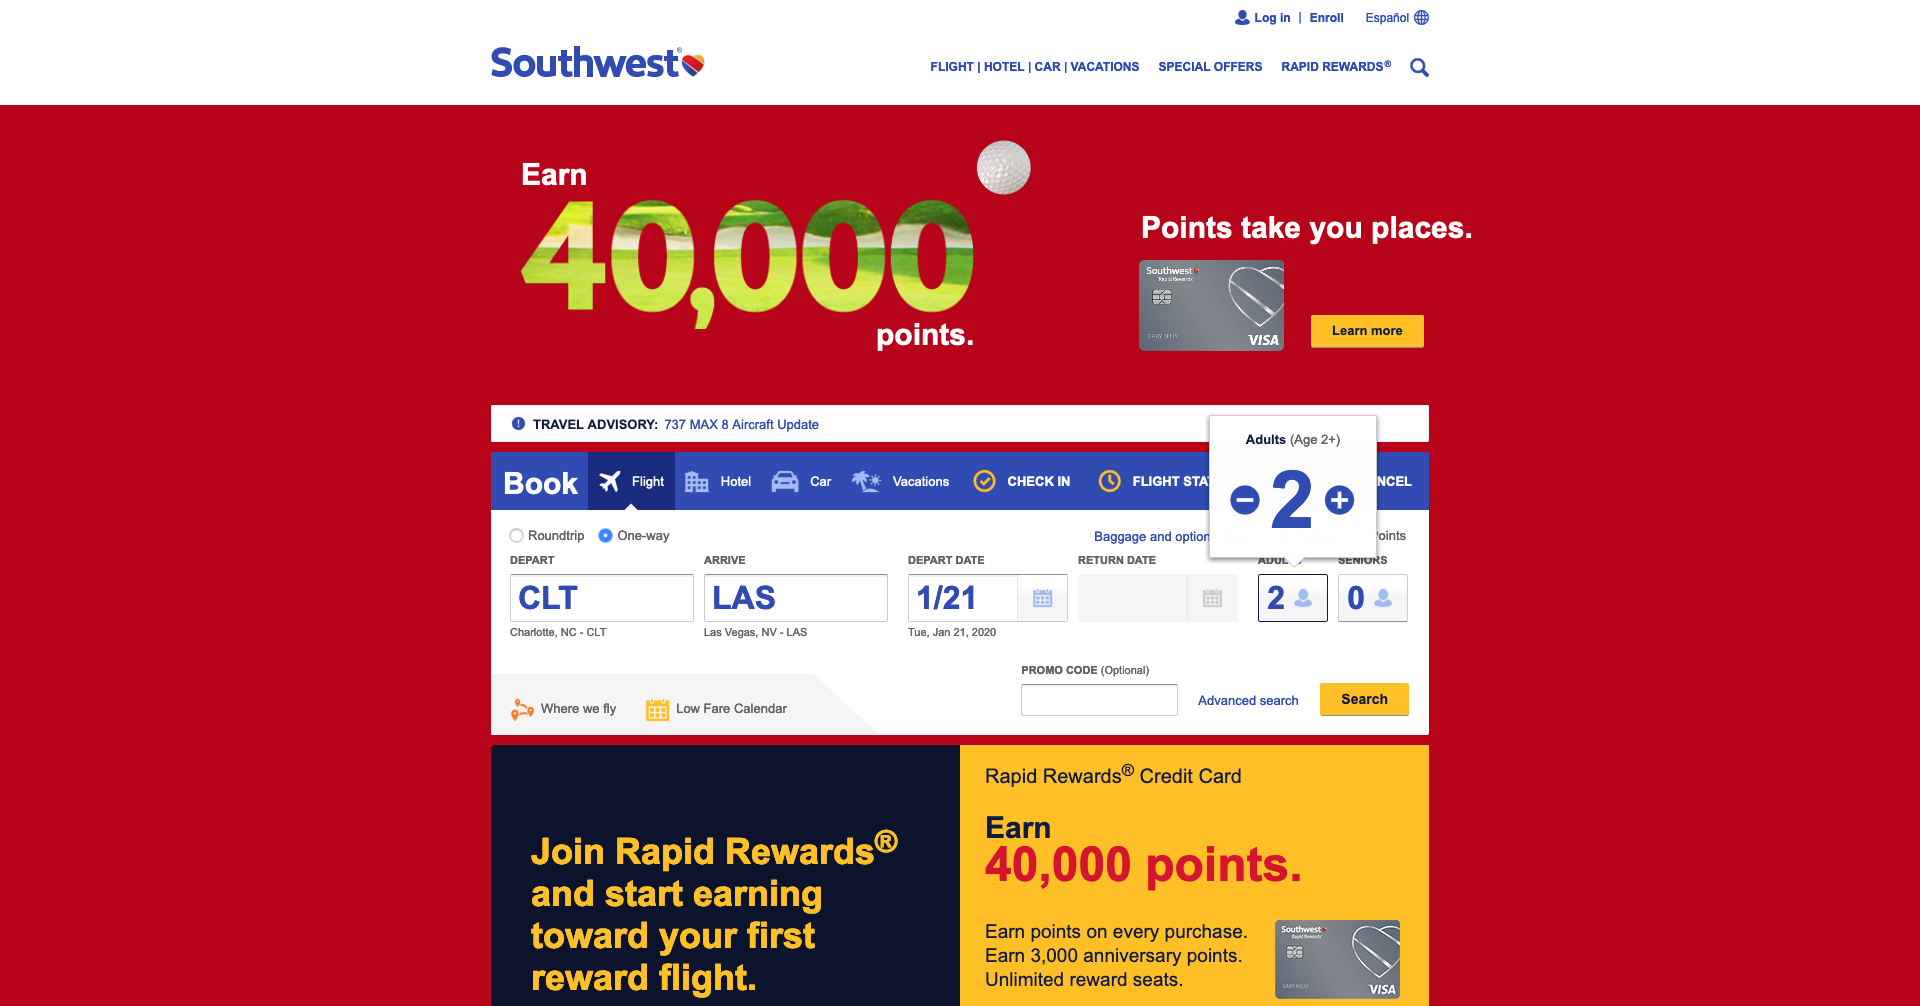 Log in | Enroll Español
Southwest®
FLIGHT | HOTEL | CAR | VACATIONS SPECIAL OFFERS RAPID REWARDS®
Earn
40,000
points.
Points take you places.
Southwest
Rapid Rewards
VISA
Learn more
TRAVEL ADVISORY: 737 MAX 8 Aircraft Update
Adults (Age 2+)
2
Book Flight Hotel Car Vacations CHECK IN FLIGHT STA NCEL
Roundtrip One-way Baggage and option Points
DEPART ARRIVE DEPART DATE RETURN DATE ADUL SENIORS
CLT LAS 1/21 2 0
Charlotte, NC - CLT Las Vegas, NV - LAS Tue, Jan 21, 2020
PROMO CODE (Optional)
Where we fly Low Fare Calendar Advanced search Search
Join Rapid Rewards®
and start earning
toward your first
reward flight.
Rapid Rewards® Credit Card
Earn
40,000 points.
Earn points on every purchase.
Earn 3,000 anniversary points.
Unlimited reward seats.
Southwest
Rapid Rewards
GARY KELLY
VISA